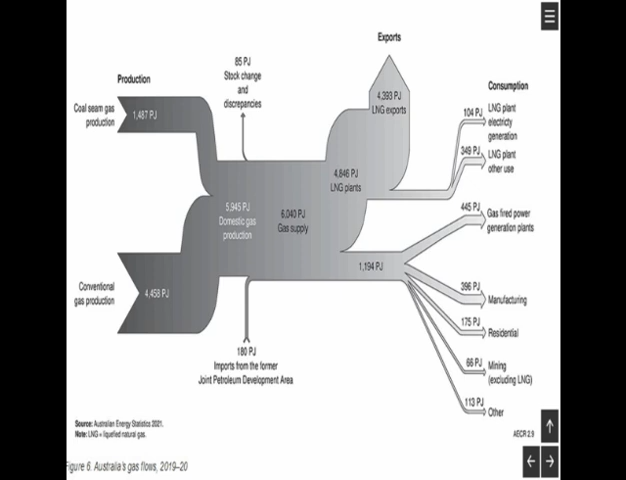 Exports
85 PJ
Stock change
and
discrepancies
Production
Consumption
Coal seam gas
production
1,487 PJ
4,393 PJ
LNG exports
104 PJ
LNG plant
electricty
generation
349 PJ
LNG plant
other use
4,846 PJ
LNG plants
5,945 PJ
Domestic gas
production
6,040 PJ
Gas supply
445 PJ
Gas fired power
generation plants
1,194 PJ
Conventional
gas production
4,458 PJ
396 PJ
Manufacturing
175 PJ
Residential
180 PJ
Imports from the former
Joint Petroleum Development Area
66 PJ
Mining
(excluding LNG)
113 PJ
Other
Source: Australian Energy Statistics 2021.
Note: LNG = liquefied natural gas.
AECR 2.9
Figure 6. Australia's gas flows, 2019–20